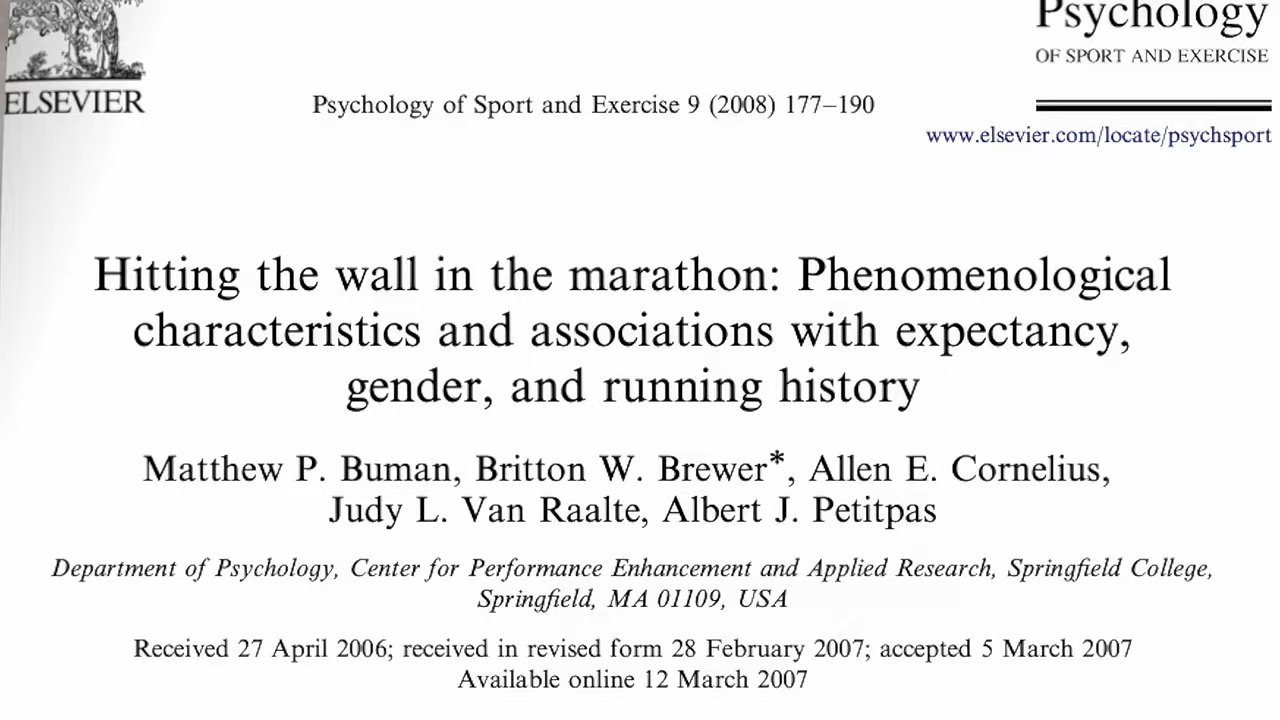 Psychology
OF SPORT AND EXERCISE
ELSEVIER
Psychology of Sport and Exercise 9 (2008) 177–190
www.elsevier.com/locate/psychsport
Hitting the wall in the marathon: Phenomenological
characteristics and associations with expectancy,
gender, and running history
Matthew P. Buman, Britton W. Brewer*, Allen E. Cornelius,
Judy L. Van Raalte, Albert J. Petitpas
Department of Psychology, Center for Performance Enhancement and Applied Research, Springfield College,
Springfield, MA 01109, USA
Received 27 April 2006; received in revised form 28 February 2007; accepted 5 March 2007
Available online 12 March 2007